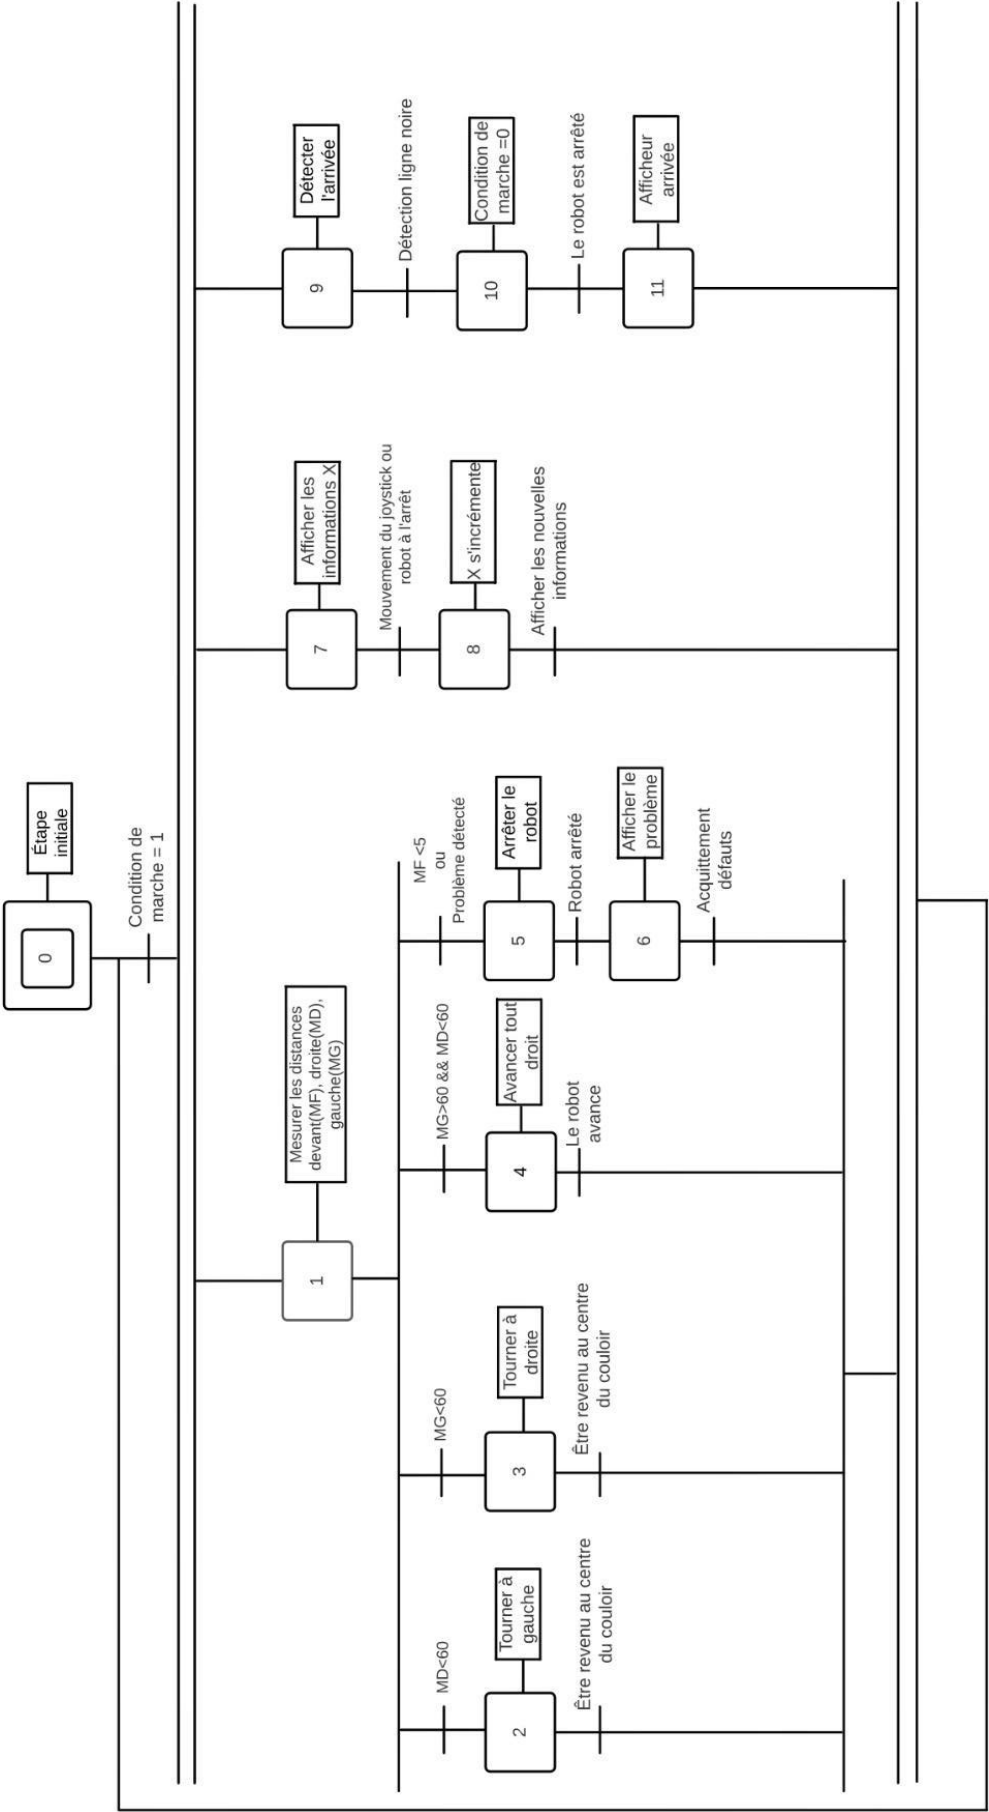 0
Étape
initiale
Condition de
marche = 1
1
Mesurer les distances
devant(MF), droite(MD),
gauche(MG)
MD<60
2
Tourner à
gauche
Être revenu au centre
du couloir
MG<60
3
Tourner à
droite
Être revenu au centre
du couloir
MG>60 && MD<60
4
Avancer tout
droit
Le robot
avance
MF <5
ou
Problème détecté
5
Arrêter le
robot
Robot arrêté
6
Afficher le
problème
Acquittement
défauts
7
Afficher les
informations X
Mouvement du joystick ou
robot à l'arrêt
8
X s'incrémente
Afficher les nouvelles
informations
9
Détecter
l'arrivée
Détection ligne noire
10
Condition de
marche =0
Le robot est arrêté
11
Afficheur
arrivée